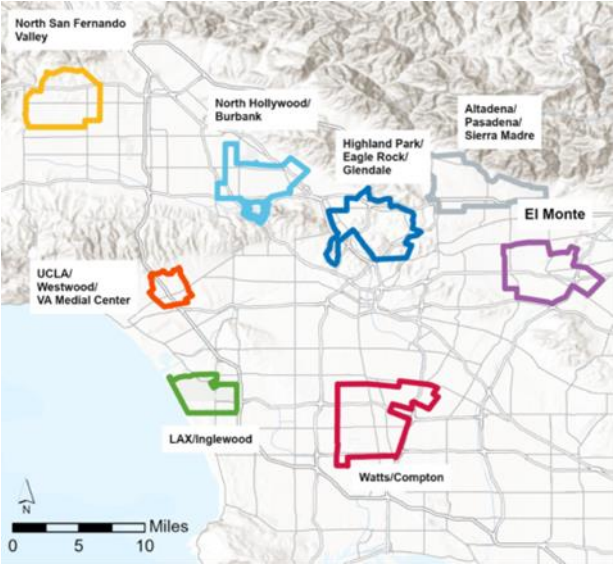 North San Fernando
Valley
North Hollywood/
Burbank
Altadena/
Pasadena/
Sierra Madre
Highland Park/
Eagle Rock/
Glendale
El Monte
UCLA/
Westwood/
VA Medial Center
LAX/Inglewood
Watts/Compton
N
Miles
0 5 10